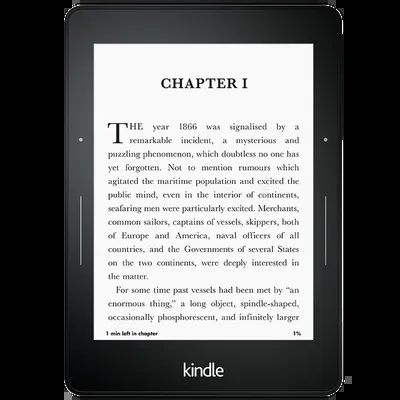 CHAPTER I
THE year 1866 was signalised by a
remarkable incident, a mysterious and
puzzling phenomenon, which doubtless no one has
yet forgotten. Not to mention rumours which
agitated the maritime population and excited the
public mind, even in the interior of continents,
seafaring men were particularly excited. Merchants,
common sailors, captains of vessels, skippers, both
of Europe and America, naval officers of all
countries, and the Governments of several States
on the two continents, were deeply interested in
the matter.
For some time past vessels had been met by “an
enormous thing,” a long object, spindle-shaped,
occasionally phosphorescent, and infinitely larger
1 min left in chapter 1%
kindle